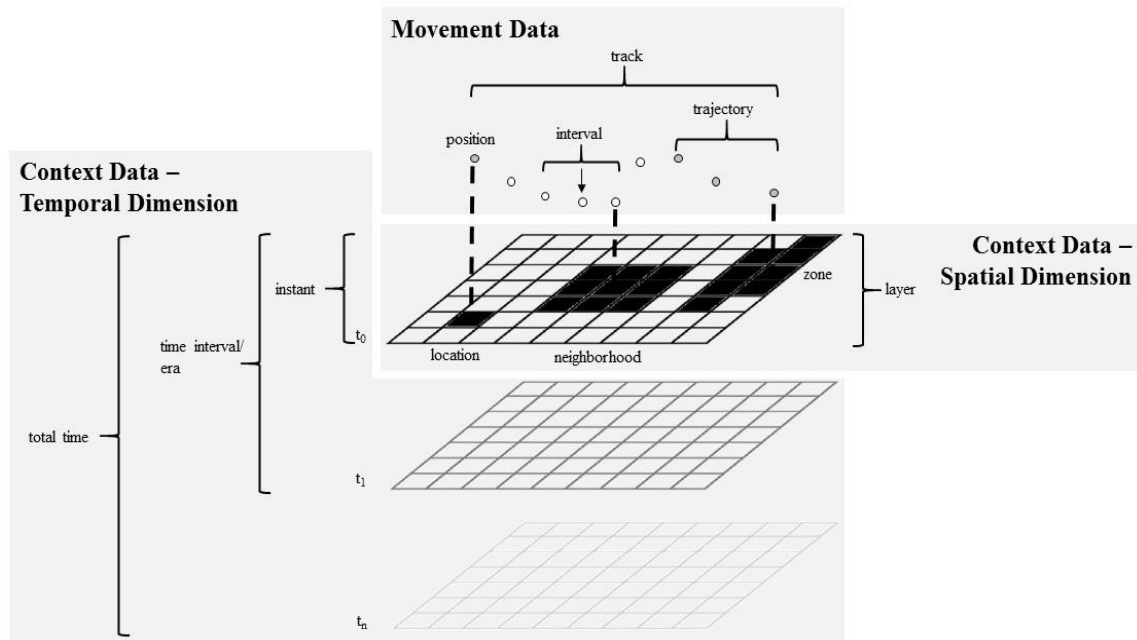 Movement Data
track
trajectory
position
interval
Context Data –
Temporal Dimension
Context Data –
Spatial Dimension
instant
zone
layer
t0
time interval/
era
location
neighborhood
total time
t1
tn